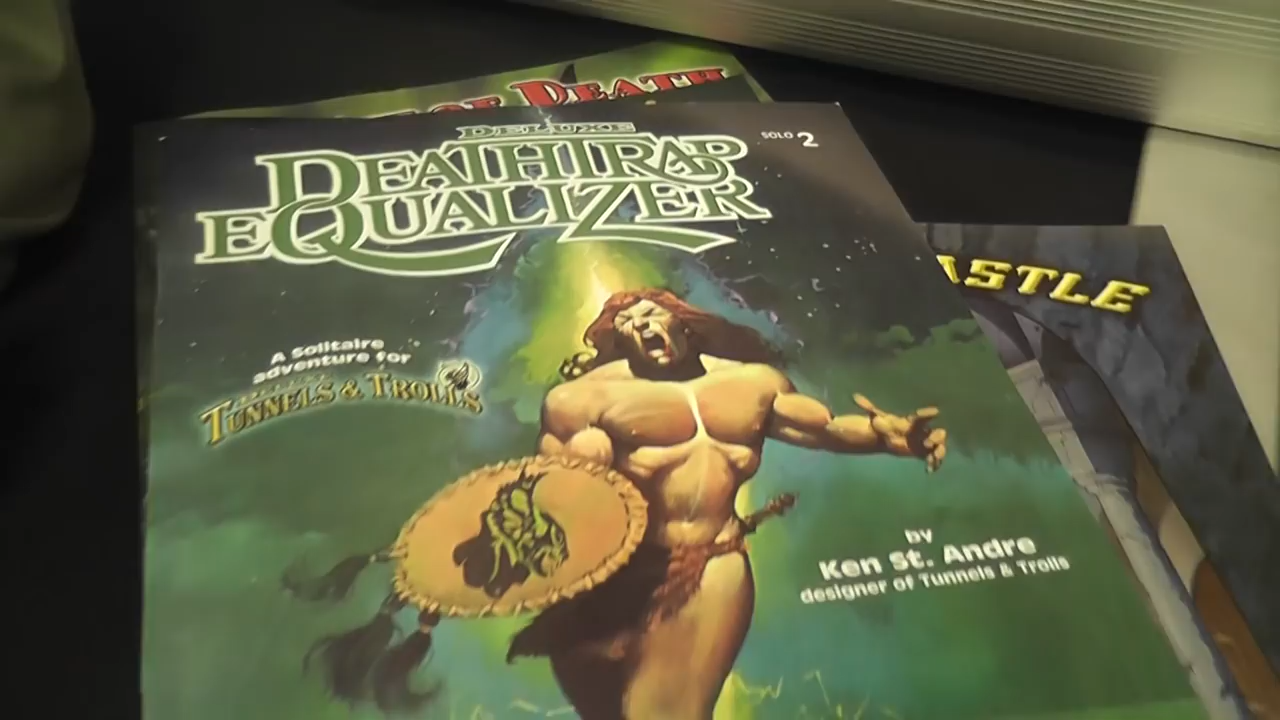 OF DEATH
DELUXE
DEATHTRAP
EQUALIZER
SOLO 2
ASTLE
A Solitaire
adventure for
TUNNELS & TROLLS
by
Ken St. Andre
designer of Tunnels & Trolls